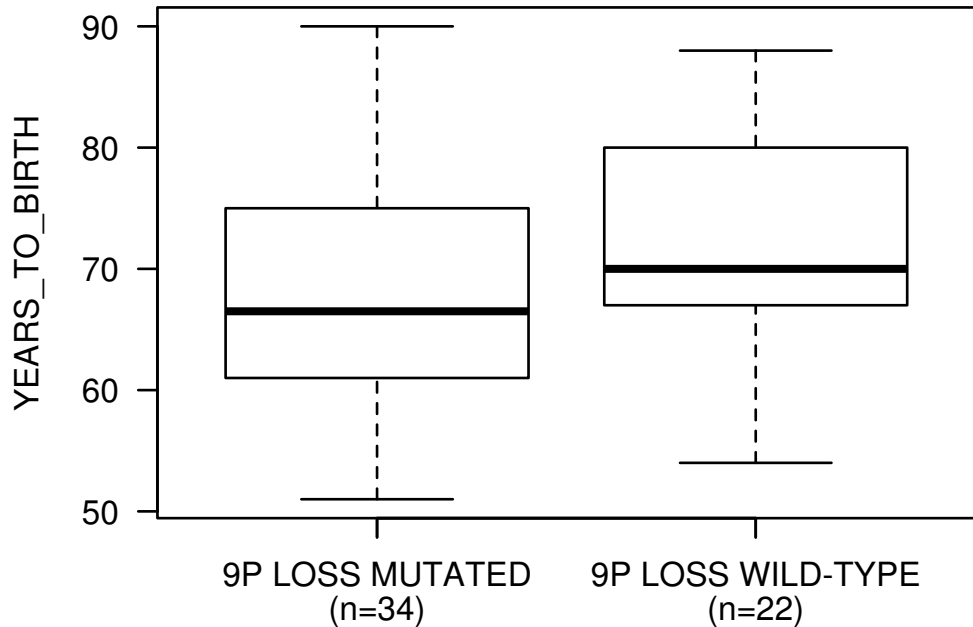 YEARS_TO_BIRTH
90
80
70
60
50
9P LOSS MUTATED
(n=34)
9P LOSS WILD-TYPE
(n=22)